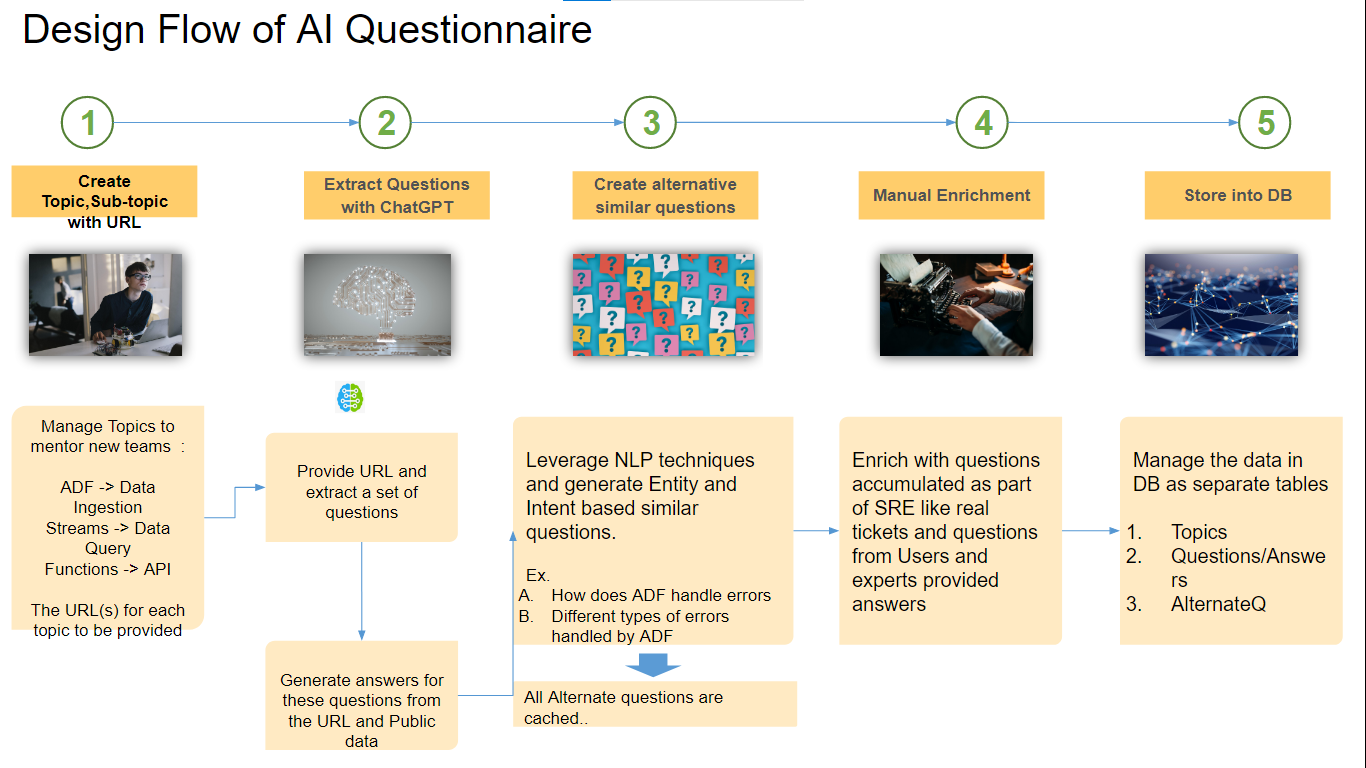 Design Flow of AI Questionnaire
1
2
3
4
5
Create
Topic,Sub-topic
with URL
Extract Questions
with ChatGPT
Create alternative
similar questions
Manual Enrichment
Store into DB
Manage Topics to
mentor new teams :
ADF -> Data
Ingestion
Streams -> Data
Query
Functions -> API
The URL(s) for each
topic to be provided
Provide URL and
extract a set of
questions
Generate answers for
these questions from
the URL and Public
data
Leverage NLP techniques
and generate Entity and
Intent based similar
questions.
Ex.
A. How does ADF handle errors
B. Different types of errors
handled by ADF
All Alternate questions are
cached..
Enrich with questions
accumulated as part
of SRE like real
tickets and questions
from Users and
experts provided
answers
Manage the data in
DB as separate tables
1. Topics
2. Questions/Answe
rs
3. AlternateQ